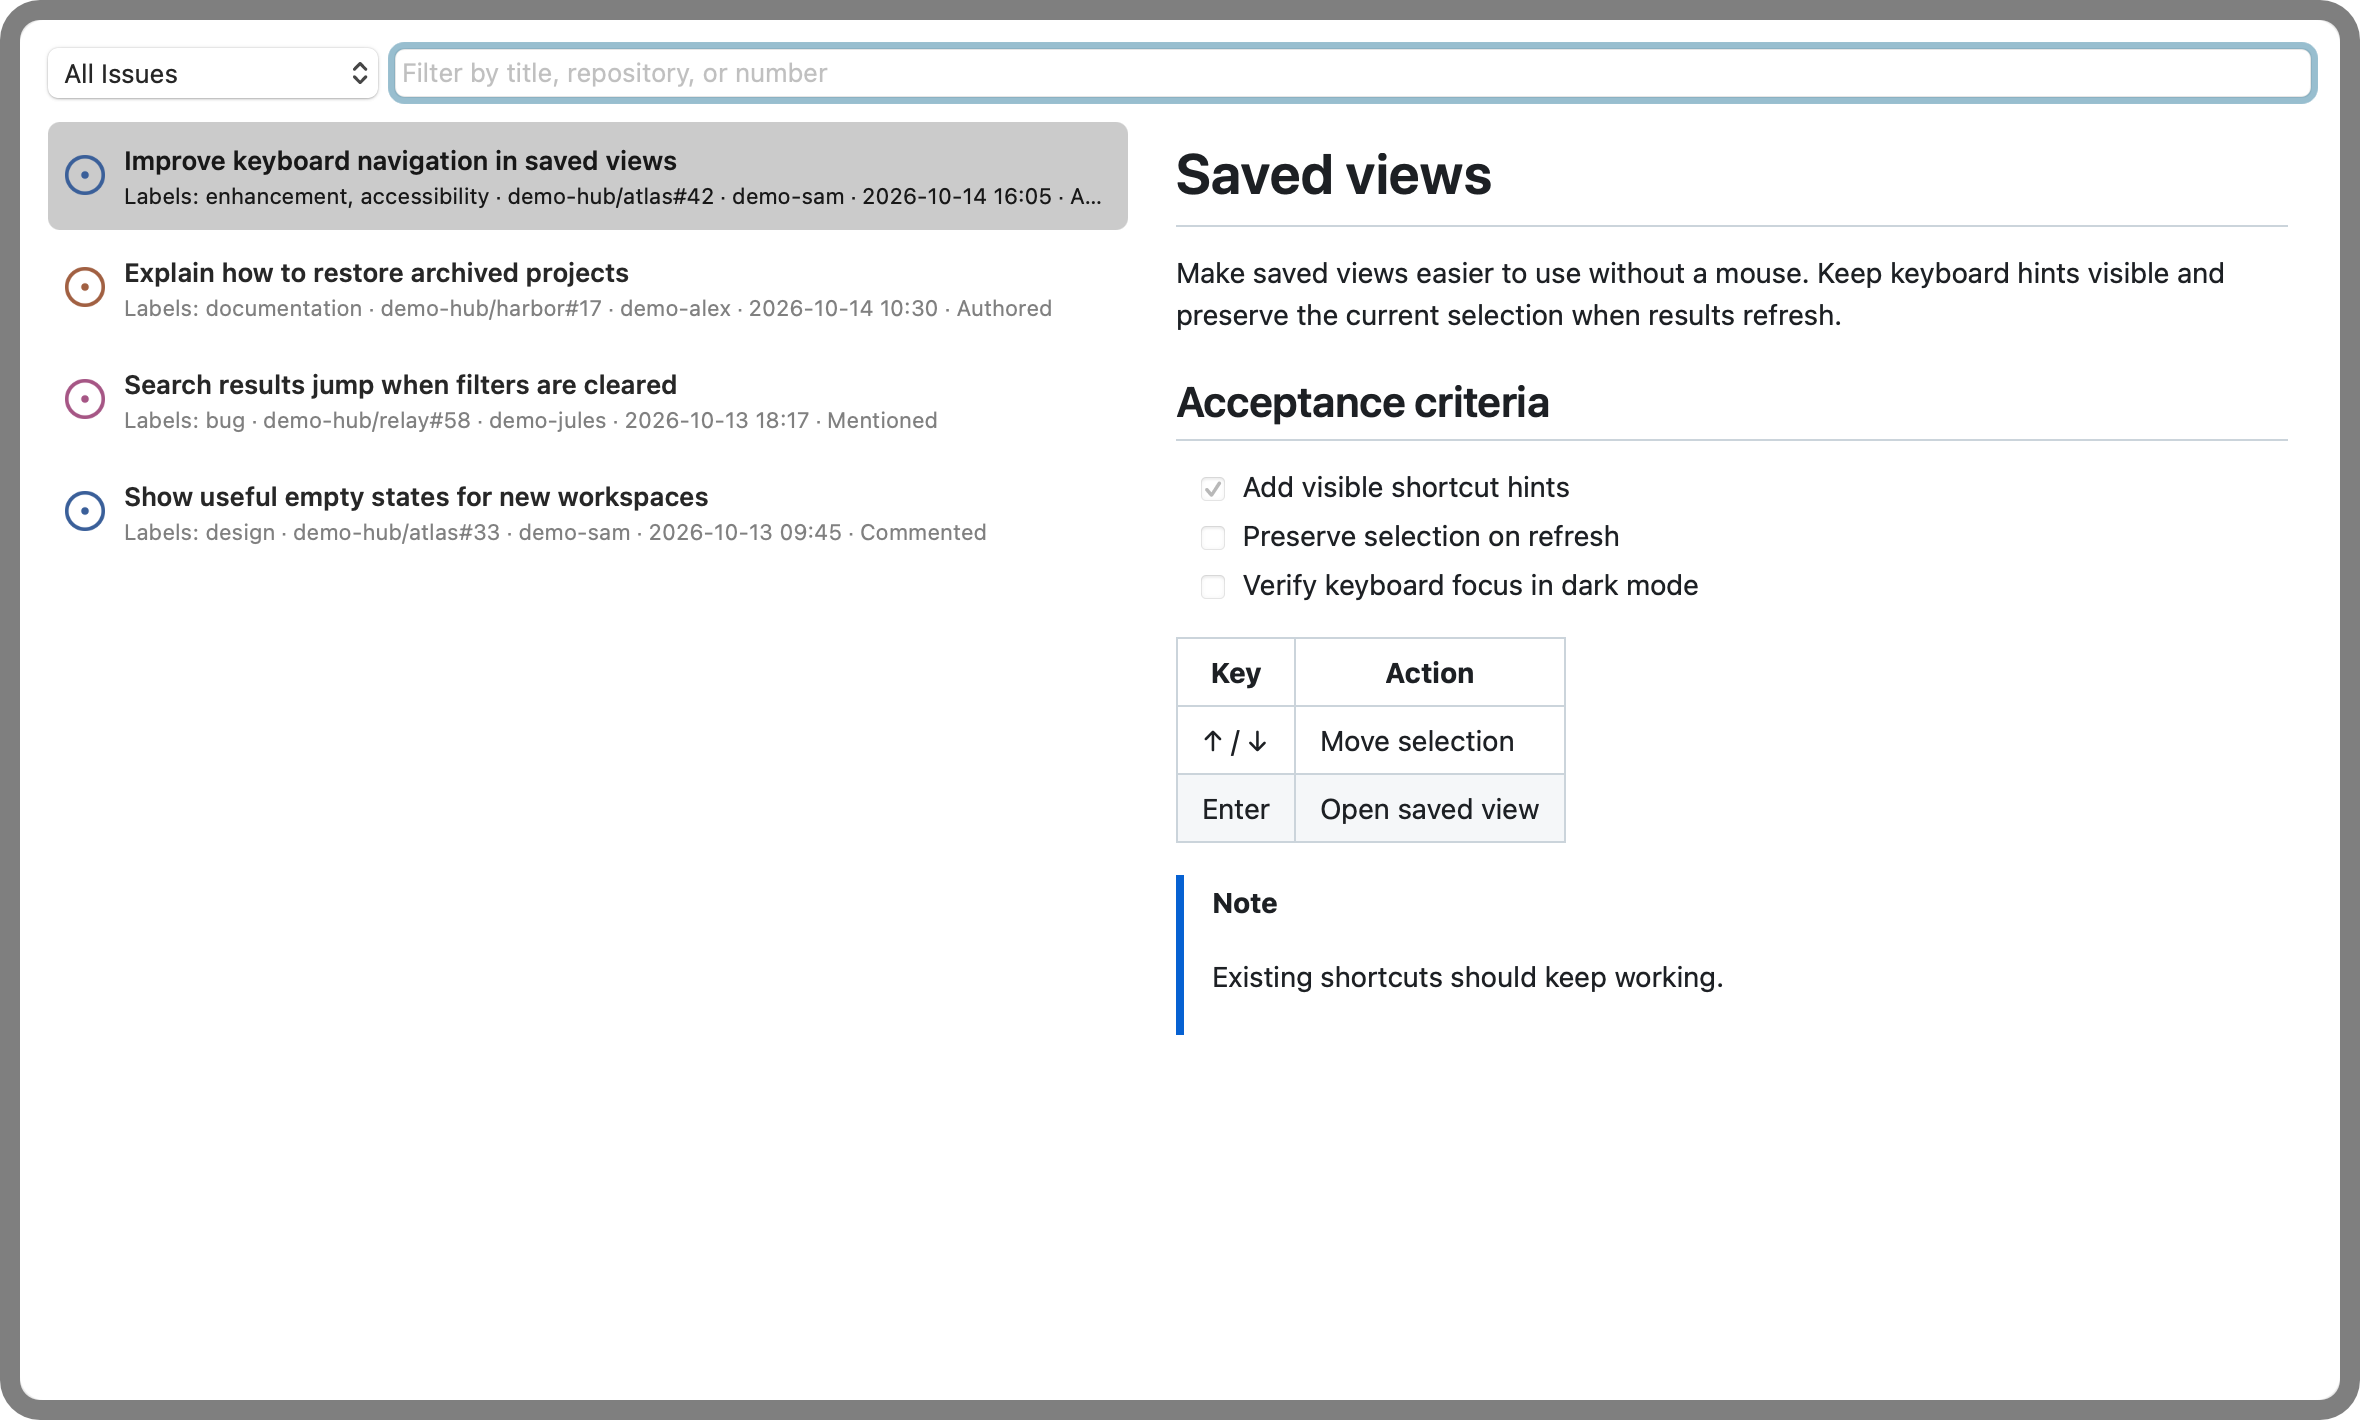 All Issues
Filter by title, repository, or number
Improve keyboard navigation in saved views
Labels: enhancement, accessibility · demo-hub/atlas#42 · demo-sam · 2026-10-14 16:05 · A...
Explain how to restore archived projects
Labels: documentation · demo-hub/harbor#17 · demo-alex · 2026-10-14 10:30 · Authored
Search results jump when filters are cleared
Labels: bug · demo-hub/relay#58 · demo-jules · 2026-10-13 18:17 · Mentioned
Show useful empty states for new workspaces
Labels: design · demo-hub/atlas#33 · demo-sam · 2026-10-13 09:45 · Commented
Saved views
Make saved views easier to use without a mouse. Keep keyboard hints visible and
preserve the current selection when results refresh.
Acceptance criteria
Add visible shortcut hints
Preserve selection on refresh
Verify keyboard focus in dark mode
Key Action
↑ / ↓ Move selection
Enter Open saved view
Note
Existing shortcuts should keep working.